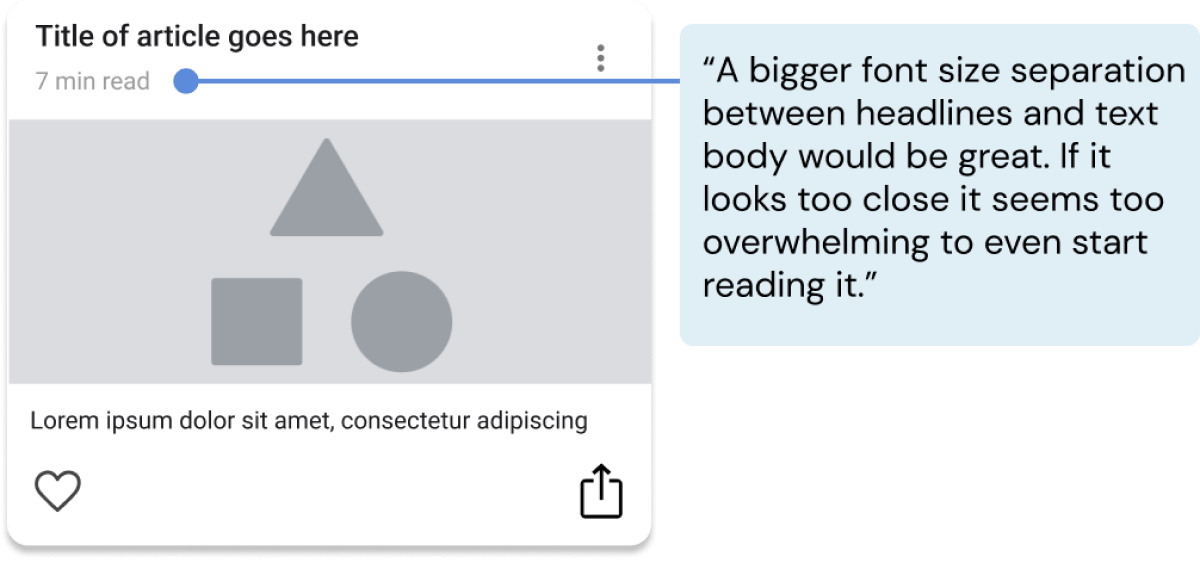 Title of article goes here
7 min read
“A bigger font size separation
between headlines and text
body would be great. If it
looks too close it seems too
overwhelming to even start
reading it.”
Lorem ipsum dolor sit amet, consectetur adipiscing